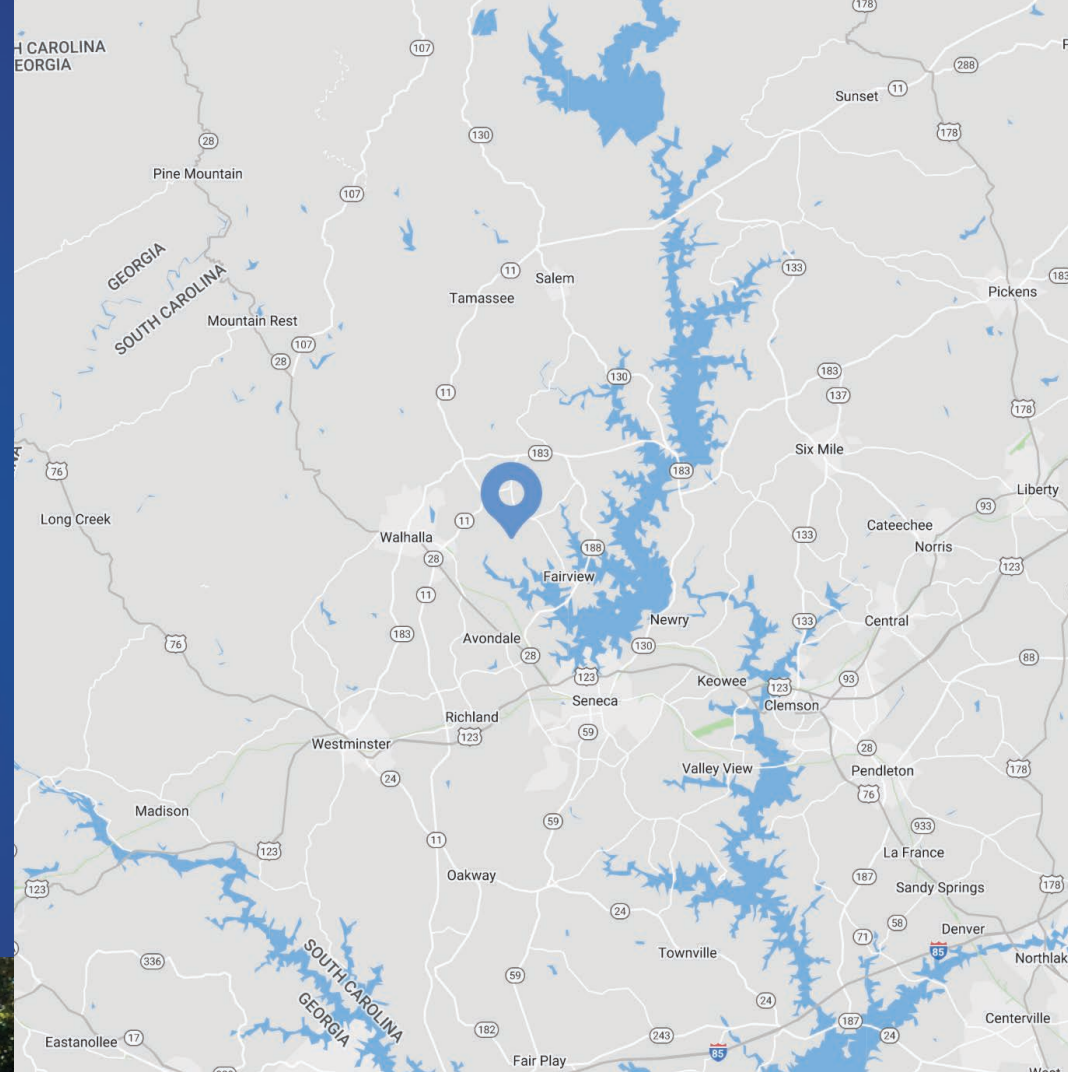 178
H CAROLINA
EORGIA
107
288
Sunset
11
28
130
178
Pine Mountain
107
GEORGIA
SOUTH CAROLINA
11
Salem
133
183
Tamassee
Pickens
Mountain Rest
107
28
130
183
11
137
178
76
183
Six Mile
183
Long Creek
11
Liberty
93
Walhalla
28
188
133
Cateechee
Norris
123
Fairview
11
Newry
133
Central
183
Avondale
28
130
76
88
123
Keowee
123
93
Clemson
Seneca
Richland
123
59
Westminster
28
24
Valley View
Pendleton
178
76
Madison
59
933
11
123
La France
123
Oakway
187
Sandy Springs
178
24
58
Denver
71
85
Northlak
336
SOUTH CAROLINA
GEORGIA
Townville
59
24
187
Centerville
Eastanollee
17
182
243
24
85
Fair Play